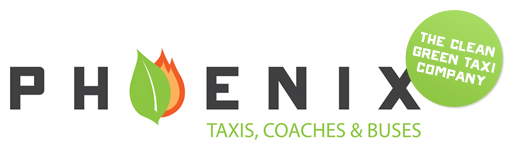 PHOENIX
THE CLEAN
GREEN TAXI
COMPANY
TAXIS, COACHES & BUSES